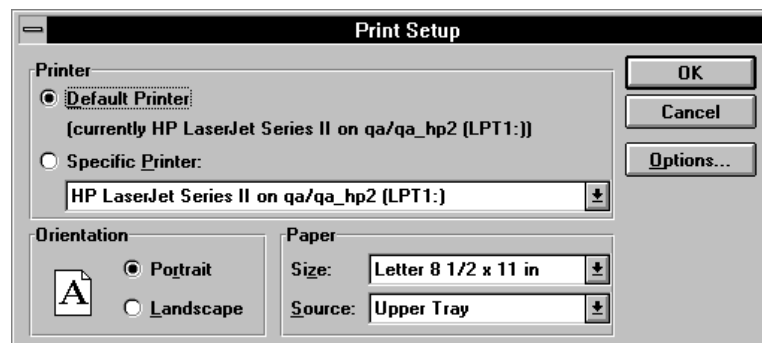 Print Setup
Printer
Default Printer
(currently HP LaserJet Series II on qa/qa_hp2 (LPT1:))
Specific Printer:
HP LaserJet Series II on qa/qa_hp2 (LPT1:)
OK
Cancel
Options...
Orientation
A
Portrait
Landscape
Paper
Size: Letter 8 1/2 x 11 in
Source: Upper Tray